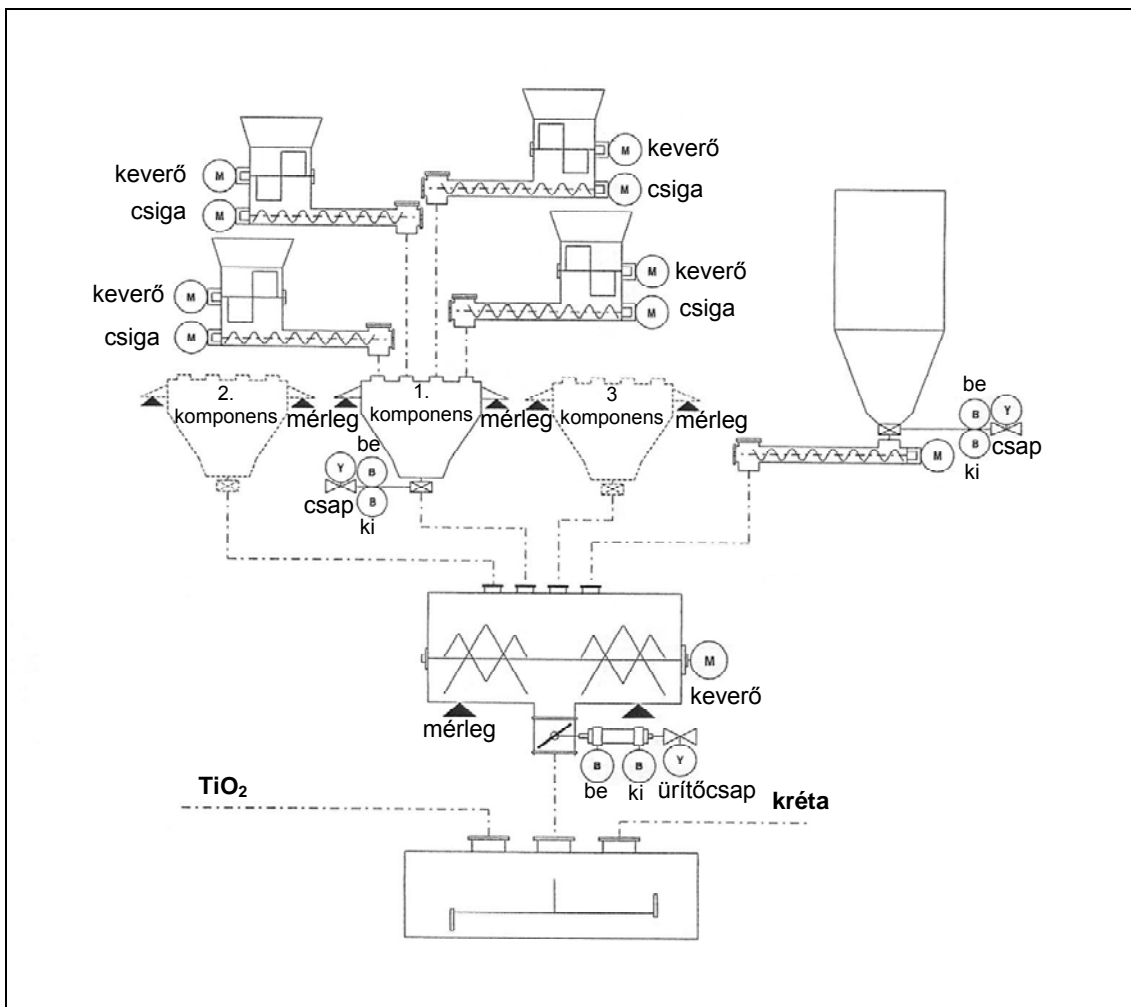 M keverő
keverő M
M csiga
csiga M
keverő M
M keverő
csiga M
M csiga
2. komponens
1. komponens
3 komponens
mérleg
mérleg
be
B Y
csap
B
ki
M
be
Y B
csap
B
ki
M
keverő
mérleg
B B Y
be ki ürítőcsap
TiO₂
kréta